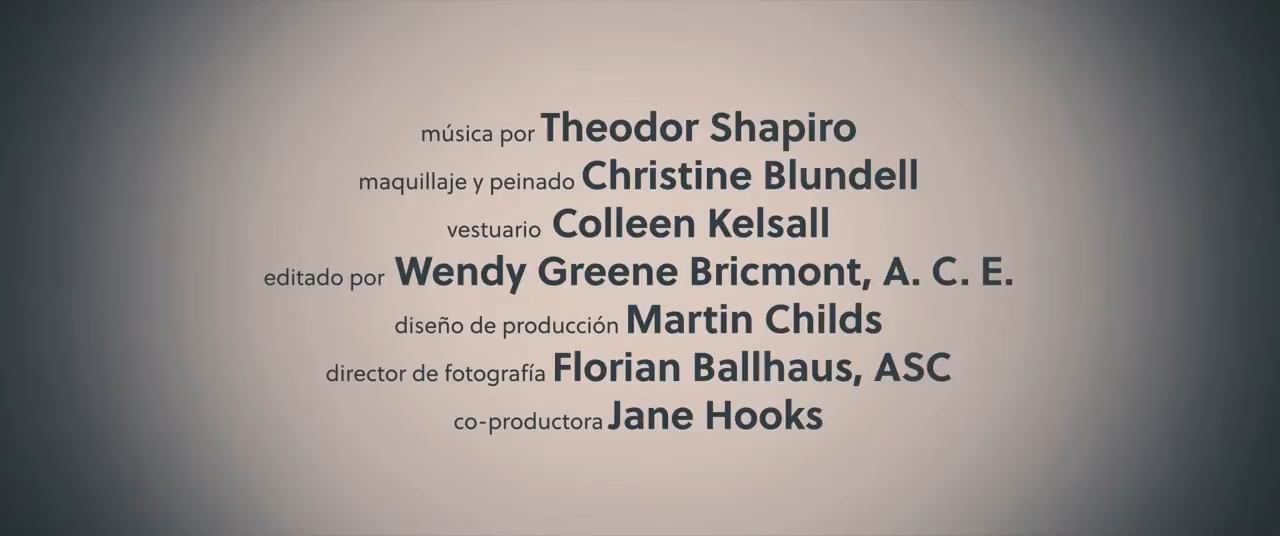 música por Theodor Shapiro
maquillaje y peinado Christine Blundell
vestuario Colleen Kelsall
editado por Wendy Greene Bricmont, A. C. E.
diseño de producción Martin Childs
director de fotografía Florian Ballhaus, ASC
co-productora Jane Hooks